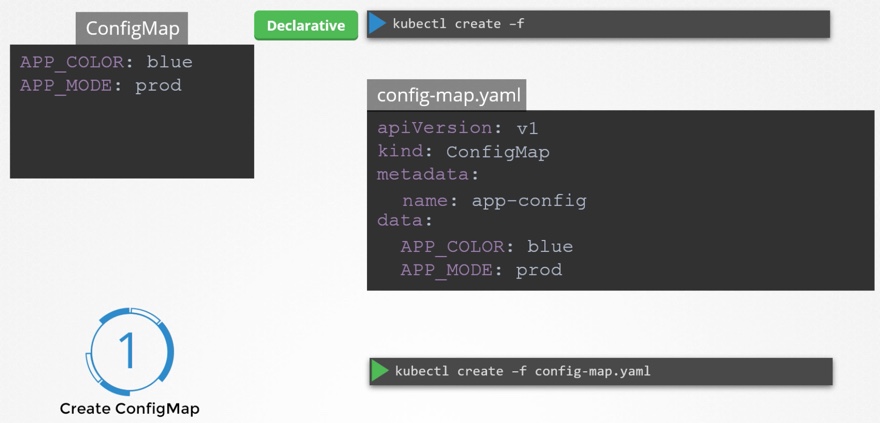 ConfigMap
APP_COLOR: blue
APP_MODE: prod
Declarative
kubectl create –f
config-map.yaml
apiVersion: v1
kind: ConfigMap
metadata:
  name: app-config
data:
  APP_COLOR: blue
  APP_MODE: prod
1
Create ConfigMap
kubectl create –f config-map.yaml